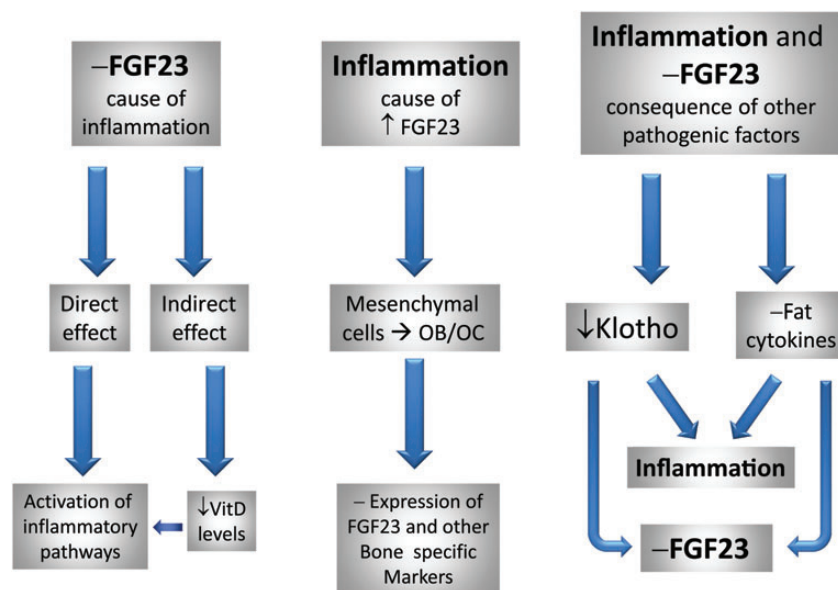 –FGF23
cause of
inflammation
Direct
effect
Indirect
effect
Activation of
inflammatory
pathways
↓VitD
levels
Inflammation
cause of
↑ FGF23
Mesenchymal
cells → OB/OC
– Expression of
FGF23 and other
Bone specific
Markers
Inflammation and
–FGF23
consequence of other
pathogenic factors
↓Klotho
–Fat
cytokines
Inflammation
–FGF23